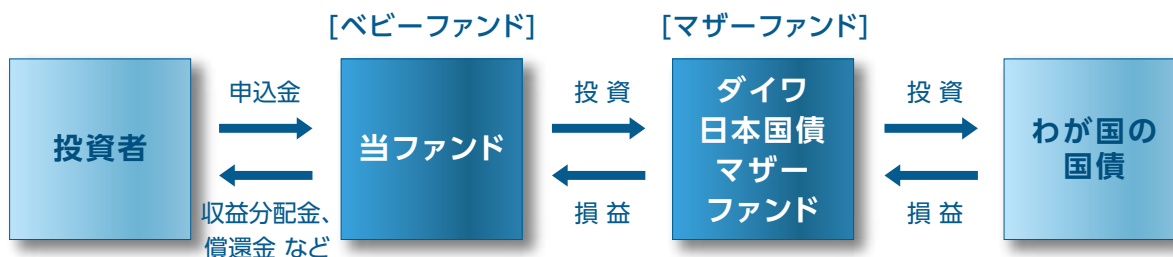 [ベビーファンド]
[マザーファンド]
投資者
申込金
収益分配金、
償還金 など
当ファンド
投 資
損 益
ダイワ
日本国債
マザー
ファンド
投 資
損 益
わが国の
国債